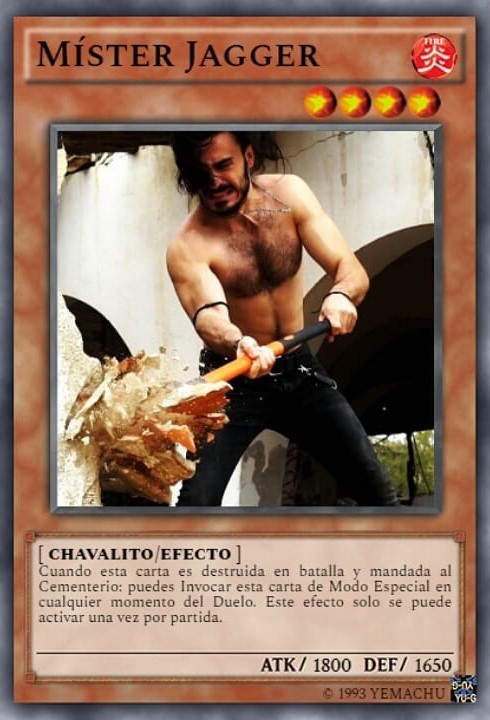 MÍSTER JAGGER
FIRE
炎
[ CHAVALITO/EFECTO ]
Cuando esta carta es destruida en batalla y mandada al
Cementerio: puedes Invocar esta carta de Modo Especial en
cualquier momento del Duelo. Este efecto solo se puede
activar una vez por partida.
ATK/ 1800 DEF/ 1650
© 1993 YEMACHU